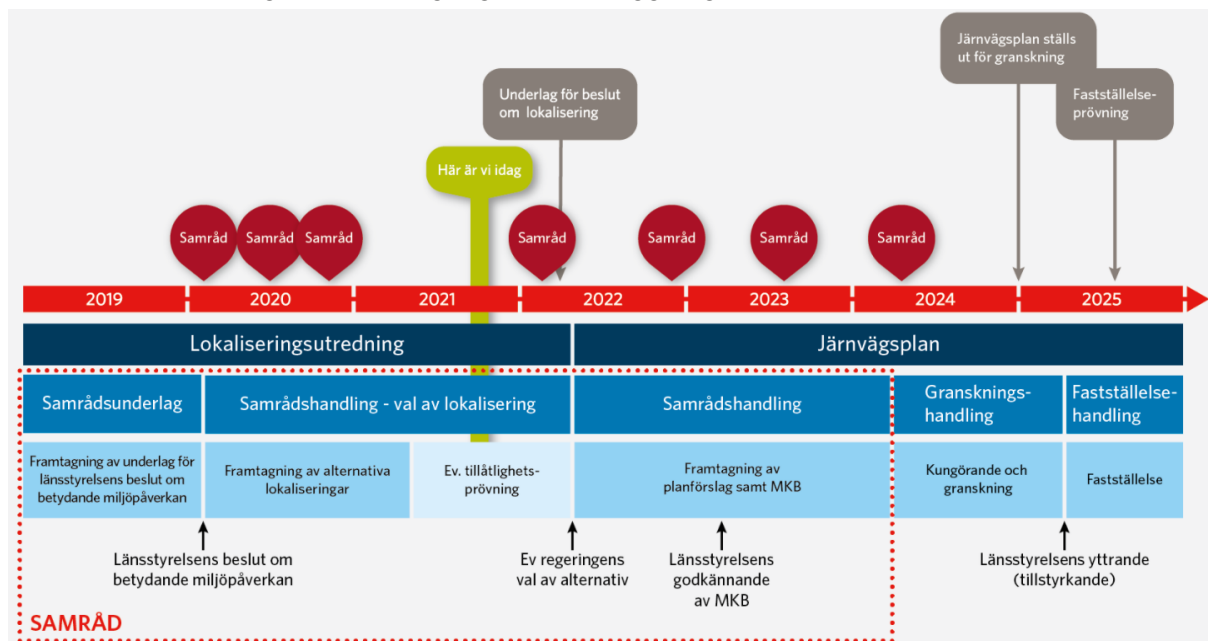 Järnvägsplan ställs
ut för granskning
Underlag för beslut
om lokalisering
Fastställelse-
prövning
Här är vi idag
Samråd
Samråd
Samråd
Samråd
Samråd
Samråd
Samråd
2019
2020
2021
2022
2023
2024
2025
Lokaliseringsutredning
Järnvägsplan
Samrådsunderlag
Samrådshandling - val av lokalisering
Samrådshandling
Gransknings-
handling
Fastställelse-
handling
Framtagning av underlag för
länsstyrelsens beslut om
betydande miljöpåverkan
Framtagning av alternativa
lokaliseringar
Ev. tillåtlighets-
prövning
Framtagning av
planförslag samt MKB
Kungörande och
granskning
Fastställelse
Länsstyrelsens beslut om
betydande miljöpåverkan
Ev regeringens
val av alternativ
Länsstyrelsens
godkännande
av MKB
Länsstyrelsens yttrande
(tillstyrkande)
SAMRÅD